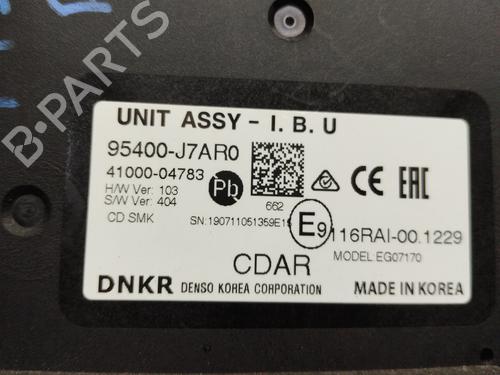 B-PARTS
UNIT ASSY - I. B. U
95400-J7AR0
41000-04783
Pb
H/W Ver: 103
S/W Ver: 404
662
CE EAC
CD SMK
SN:190711051359E15
E9 116RAI-00.1229
CDAR
MODEL EG07170
DNKR DENSO KOREA CORPORATION
MADE IN KOREA